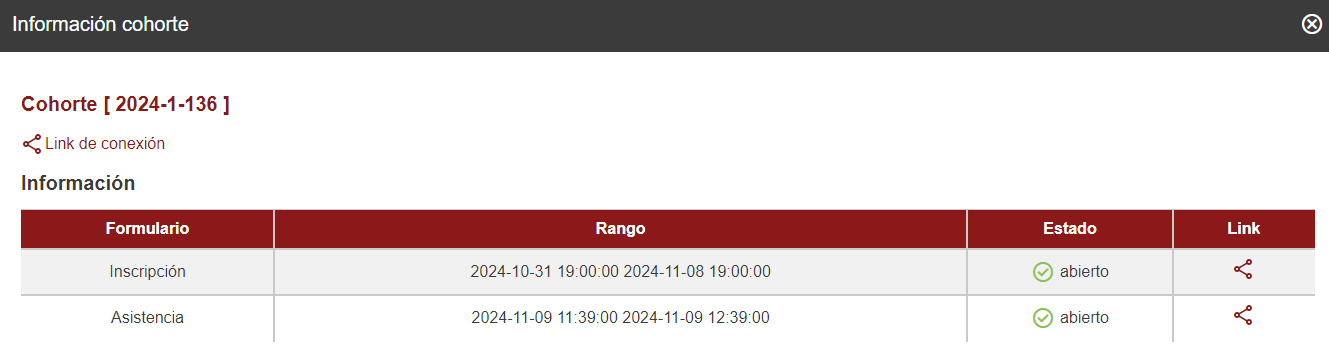 Información cohorte
Cohorte [ 2024-1-136 ]
Link de conexión
Información
Formulario Rango Estado Link
Inscripción 2024-10-31 19:00:00 2024-11-08 19:00:00 abierto
Asistencia 2024-11-09 11:39:00 2024-11-09 12:39:00 abierto